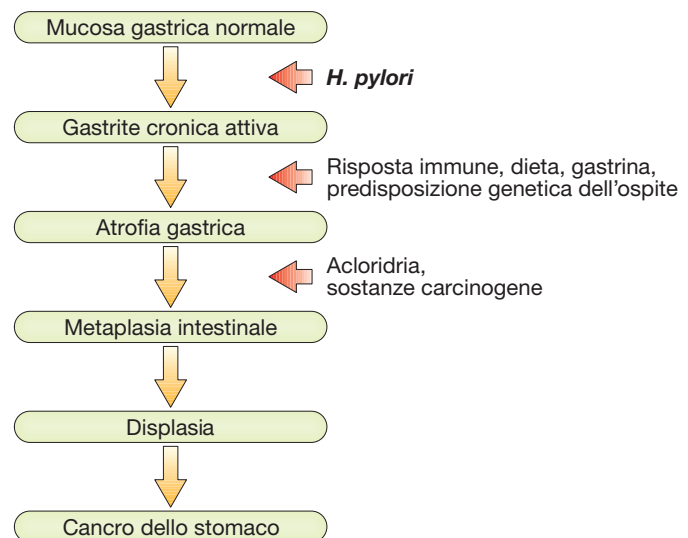 Mucosa gastrica normale
H. pylori
Gastrite cronica attiva
Risposta immune, dieta, gastrina,
predisposizione genetica dell'ospite
Atrofia gastrica
Acloridria,
sostanze carcinogene
Metaplasia intestinale
Displasia
Cancro dello stomaco